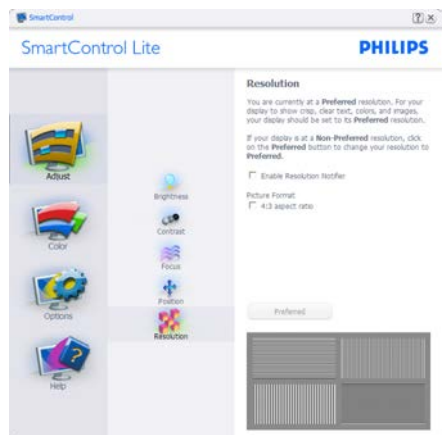 SmartControl
SmartControl Lite
PHILIPS
Adjust
Color
Options
Help
Brightness
Contrast
Focus
Position
Resolution
Resolution
You are currently at a Preferred resolution. For your
display to show crisp, clear text, colors, and images,
your display should be set to its Preferred resolution.
If your display is at a Non-Preferred resolution, click
on the Preferred button to change your resolution to
Preferred.
Enable Resolution Notifier
Picture Format
4:3 aspect ratio
Preferred